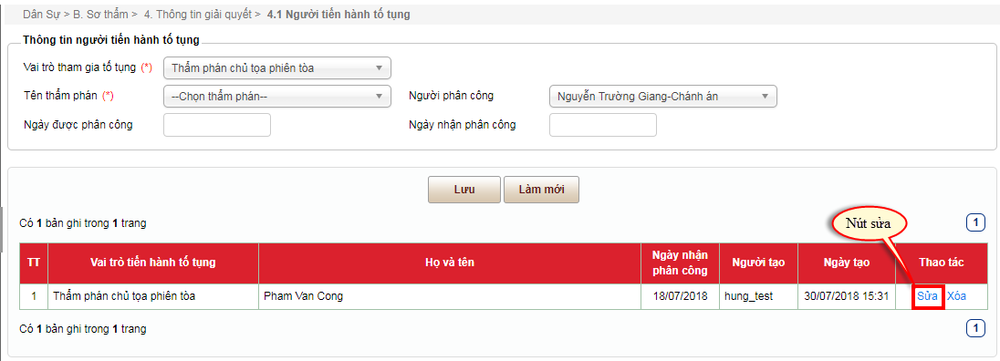 Dân Sự > B. Sơ thẩm > 4. Thông tin giải quyết > 4.1 Người tiến hành tố tụng
Thông tin người tiến hành tố tụng
Vai trò tham gia tố tụng (*) Thẩm phán chủ tọa phiên tòa
Tên thẩm phán (*) --Chọn thẩm phán-- Người phân công Nguyễn Trường Giang-Chánh án
Ngày được phân công Ngày nhận phân công
Lưu Làm mới
Có 1 bản ghi trong 1 trang Nút sửa 1
TT Vai trò tiến hành tố tụng Họ và tên Ngày nhận phân công Người tạo Ngày tạo Thao tác
1 Thẩm phán chủ tọa phiên tòa Pham Van Cong 18/07/2018 hung_test 30/07/2018 15:31 Sửa Xóa
Có 1 bản ghi trong 1 trang 1